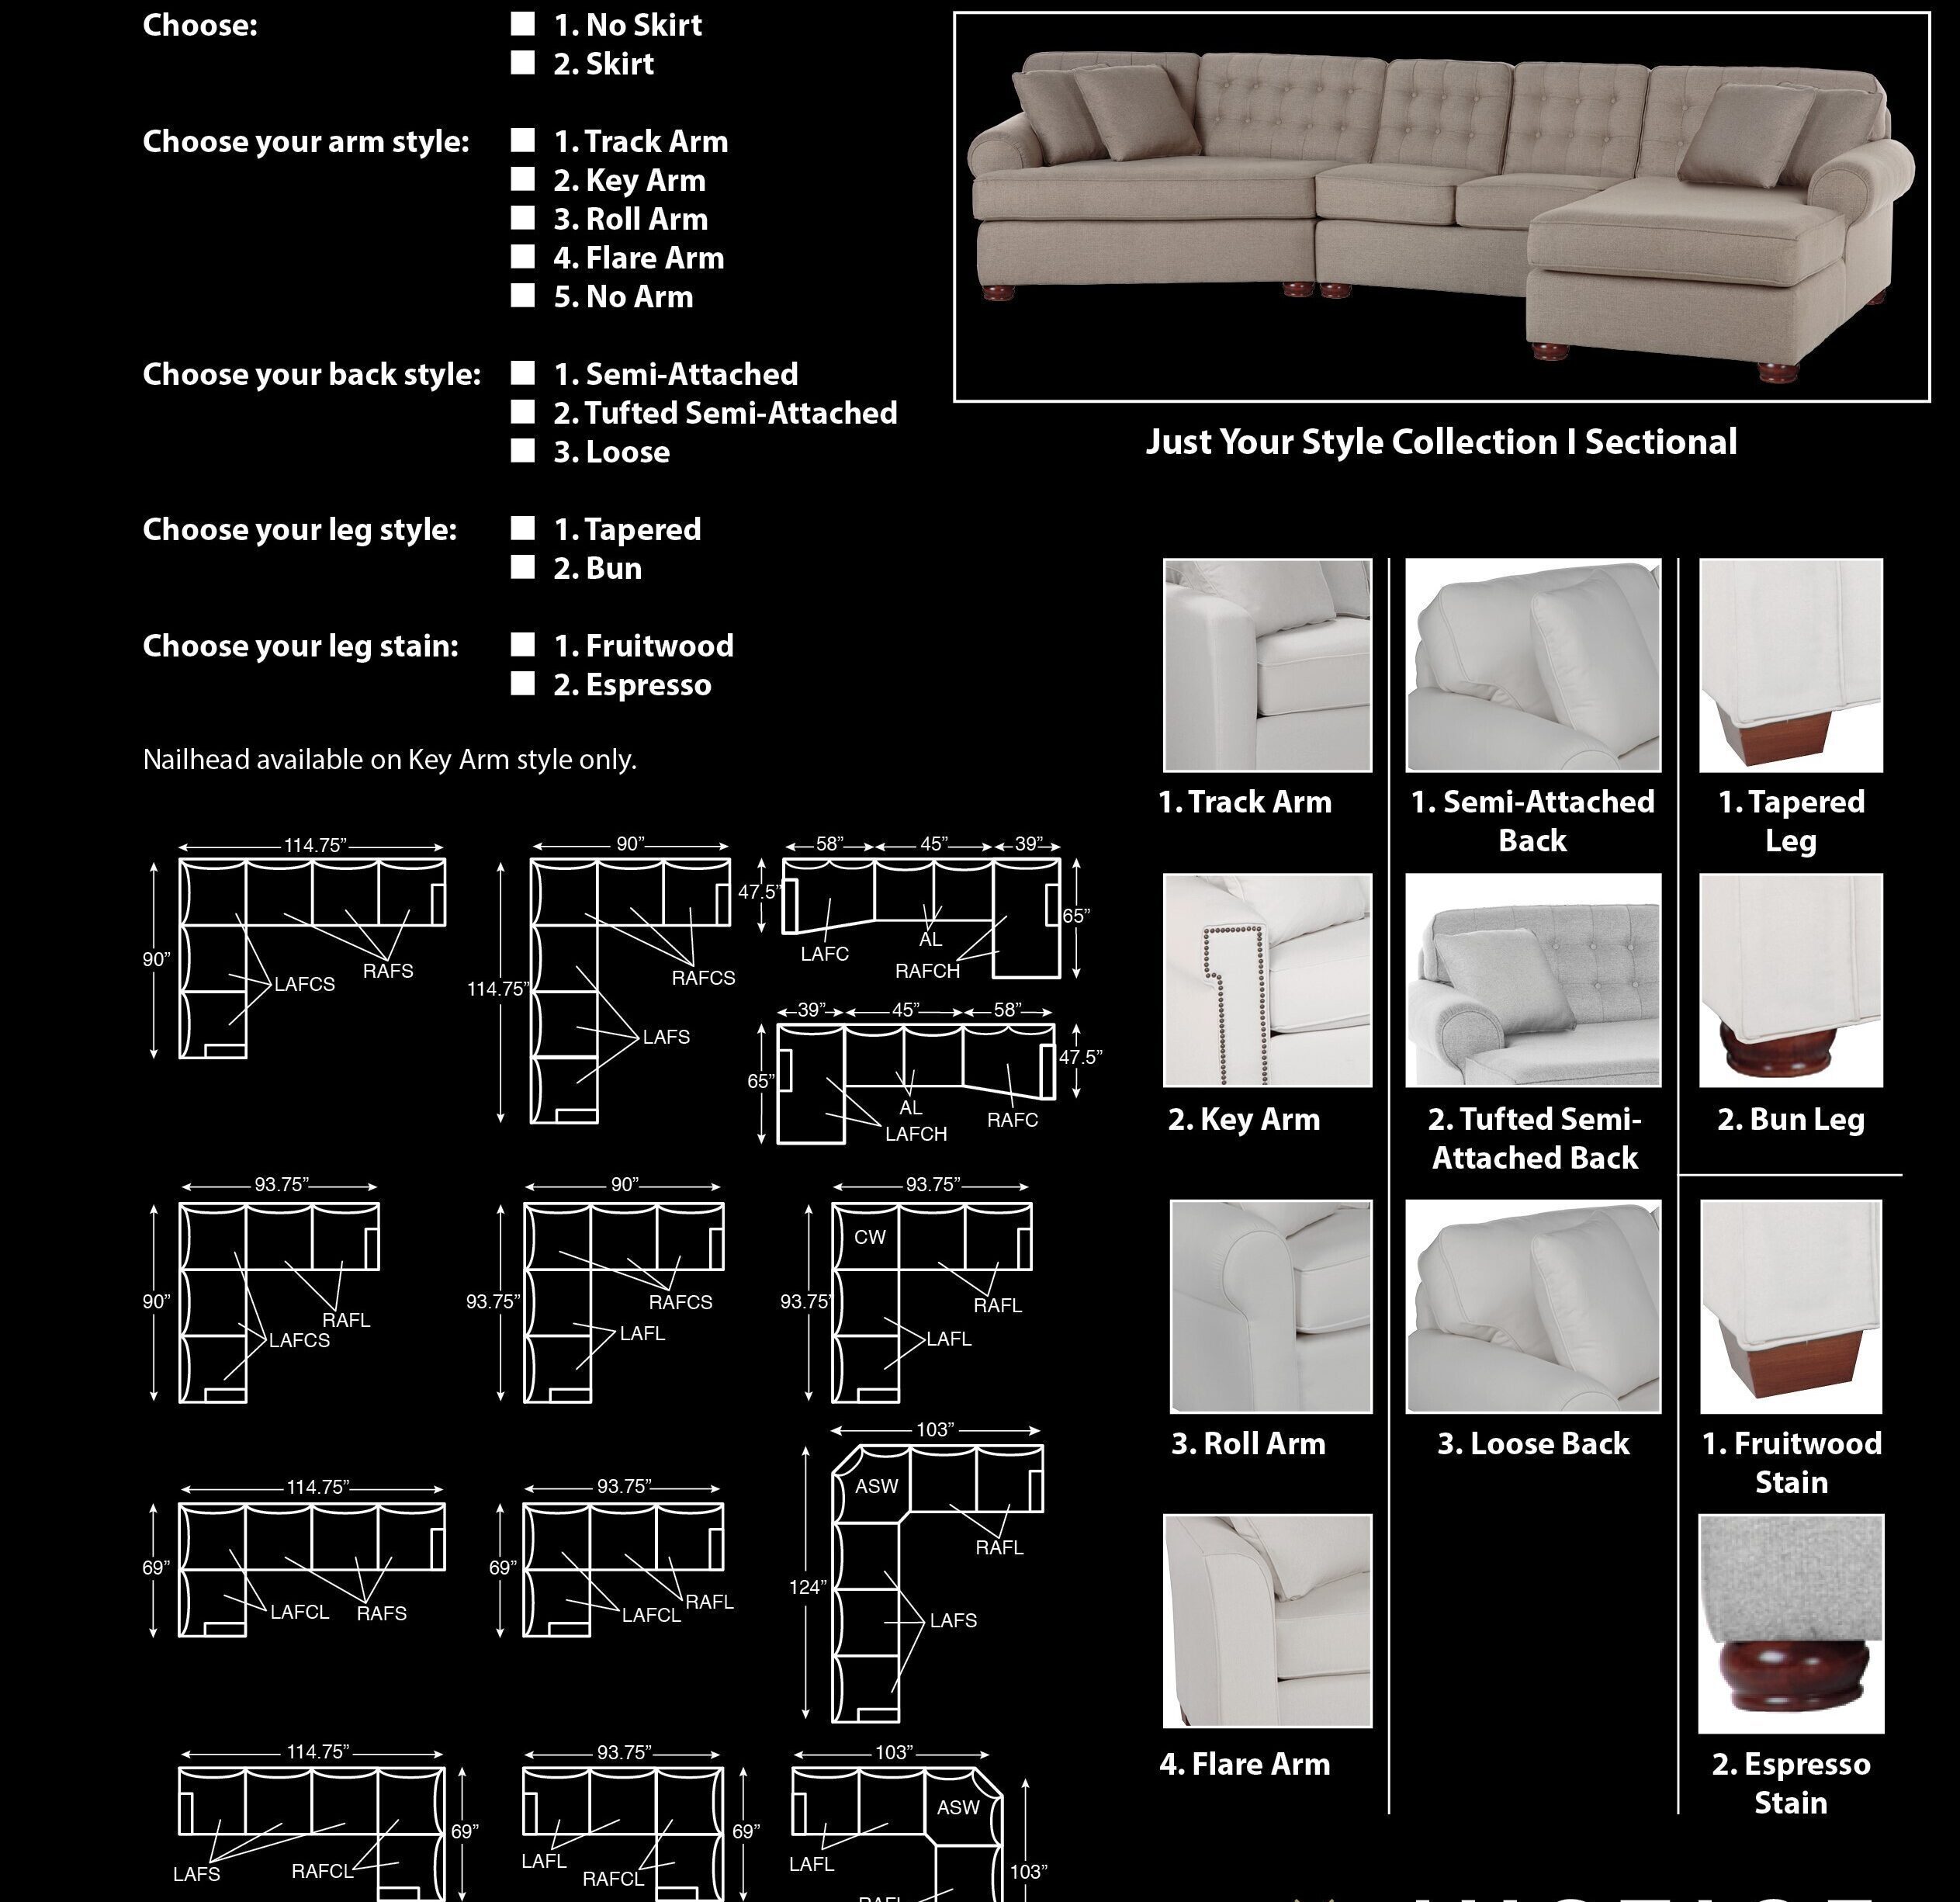 Choose:
1. No Skirt
2. Skirt
Choose your arm style:
1. Track Arm
2. Key Arm
3. Roll Arm
4. Flare Arm
5. No Arm
Choose your back style:
1. Semi-Attached
2. Tufted Semi-Attached
3. Loose
Choose your leg style:
1. Tapered
2. Bun
Choose your leg stain:
1. Fruitwood
2. Espresso
Nailhead available on Key Arm style only.
Just Your Style Collection I Sectional
1. Track Arm
2. Key Arm
3. Roll Arm
4. Flare Arm
1. Semi-Attached
Back
2. Tufted Semi-
Attached Back
3. Loose Back
1. Tapered
Leg
2. Bun Leg
1. Fruitwood
Stain
2. Espresso
Stain
114.75”
90”
LAFCS
RAFS
90”
114.75”
RAFCS
LAFS
58” 45” 39”
47.5”
65”
LAFC
AL
RAFCH
39” 45” 58”
65”
47.5”
AL
LAFCH
RAFC
93.75”
90”
RAFL
LAFCS
90”
93.75”
RAFCS
LAFL
93.75”
93.75”
CW
RAFL
LAFL
114.75”
69”
LAFCL
RAFS
93.75”
69”
LAFCL
RAFL
103”
124”
ASW
RAFL
LAFS
114.75”
69”
LAFS
RAFCL
93.75”
69”
LAFL
RAFCL
103”
103”
ASW
LAFL